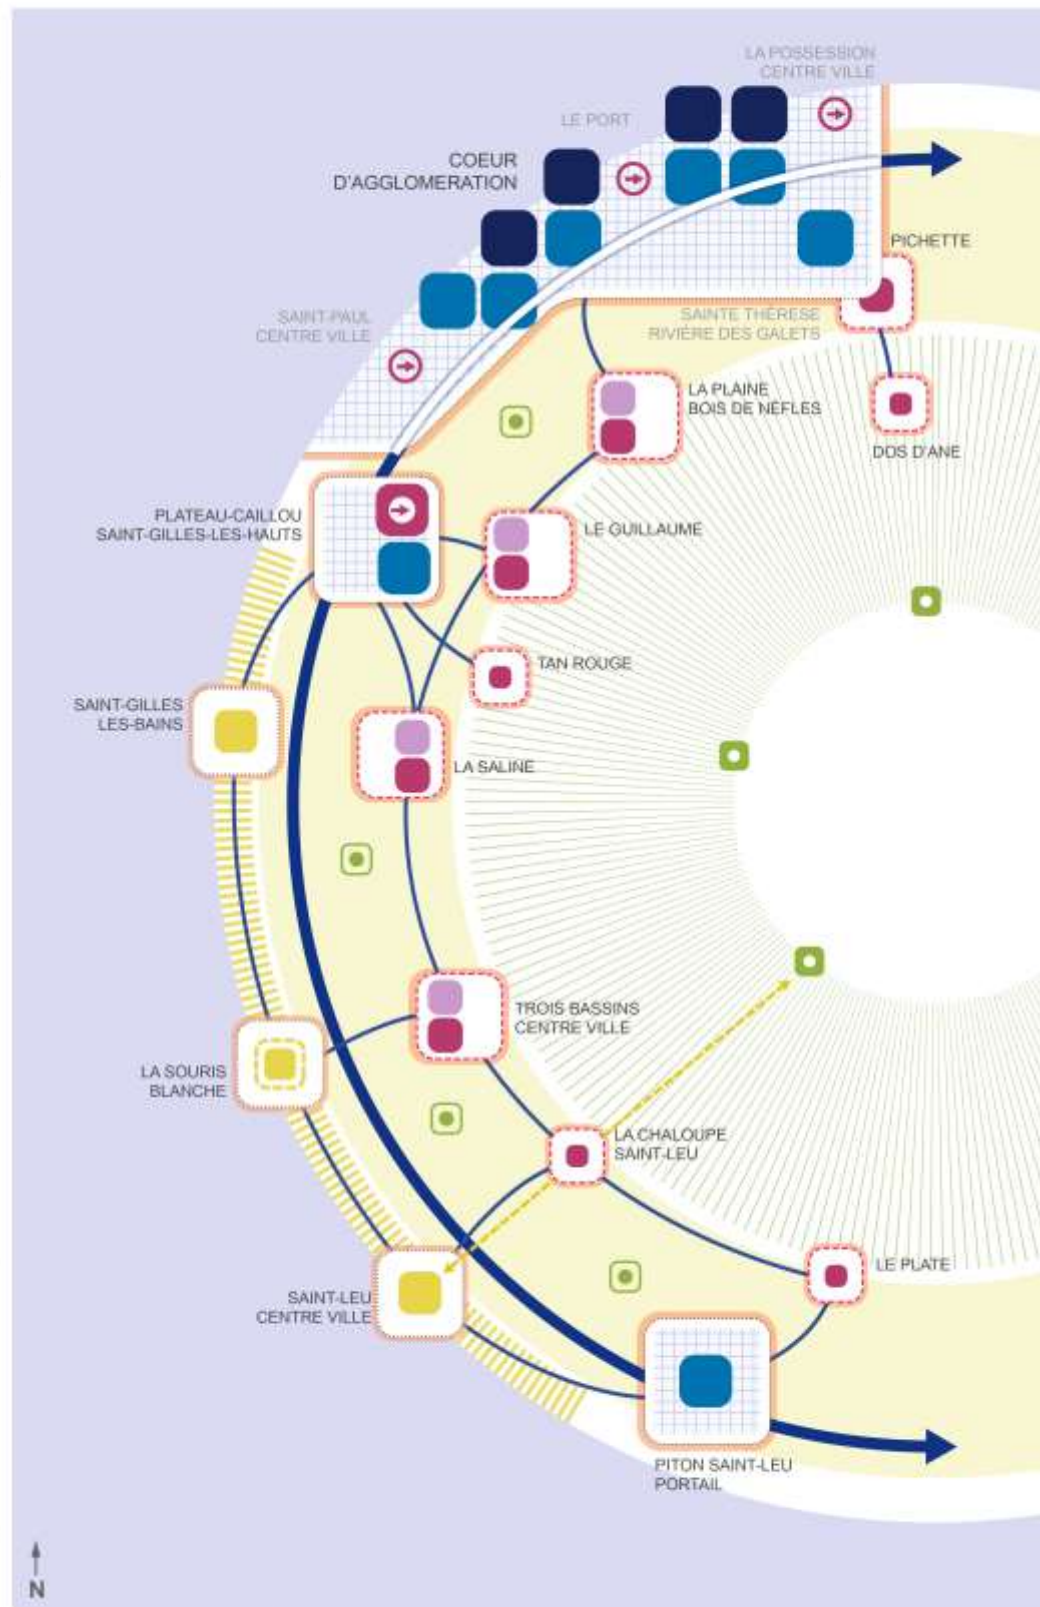 LA POSSESSION
CENTRE VILLE
LE PORT
COEUR
D'AGGLOMERATION
PICHETTE
SAINT-PAUL
CENTRE VILLE
SAINTE THÉRESE
RIVIÈRE DES GALETS
LA PLAINE
BOIS DE NEFLES
DOS D'ANE
PLATEAU-CAILLOU
SAINT-GILLES-LES-HAUTS
LE GUILLAUME
TAN ROUGE
SAINT-GILLES
LES-BAINS
LA SALINE
TROIS BASSINS
CENTRE VILLE
LA SOURIS
BLANCHE
LA CHALOUPE
SAINT-LEU
LE PLATE
SAINT-LEU
CENTRE VILLE
PITON SAINT-LEU
PORTAIL
N